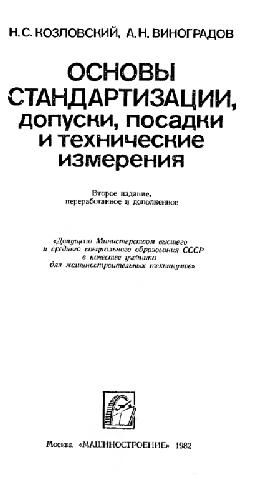 Н.С. КОЗЛОВСКИЙ, А.Н. ВИНОГРАДОВ
ОСНОВЫ
СТАНДАРТИЗАЦИИ,
ДОПУСКИ, ПОСАДКИ
И ТЕХНИЧЕСКИЕ
ИЗМЕРЕНИЯ
Второе издание,
переработанное и дополненное
«Допущено Министерством высшего
и среднего специального образования СССР
в качестве учебника
для машиностроительных техникумов»
Москва «МАШИНОСТРОЕНИЕ» 1982